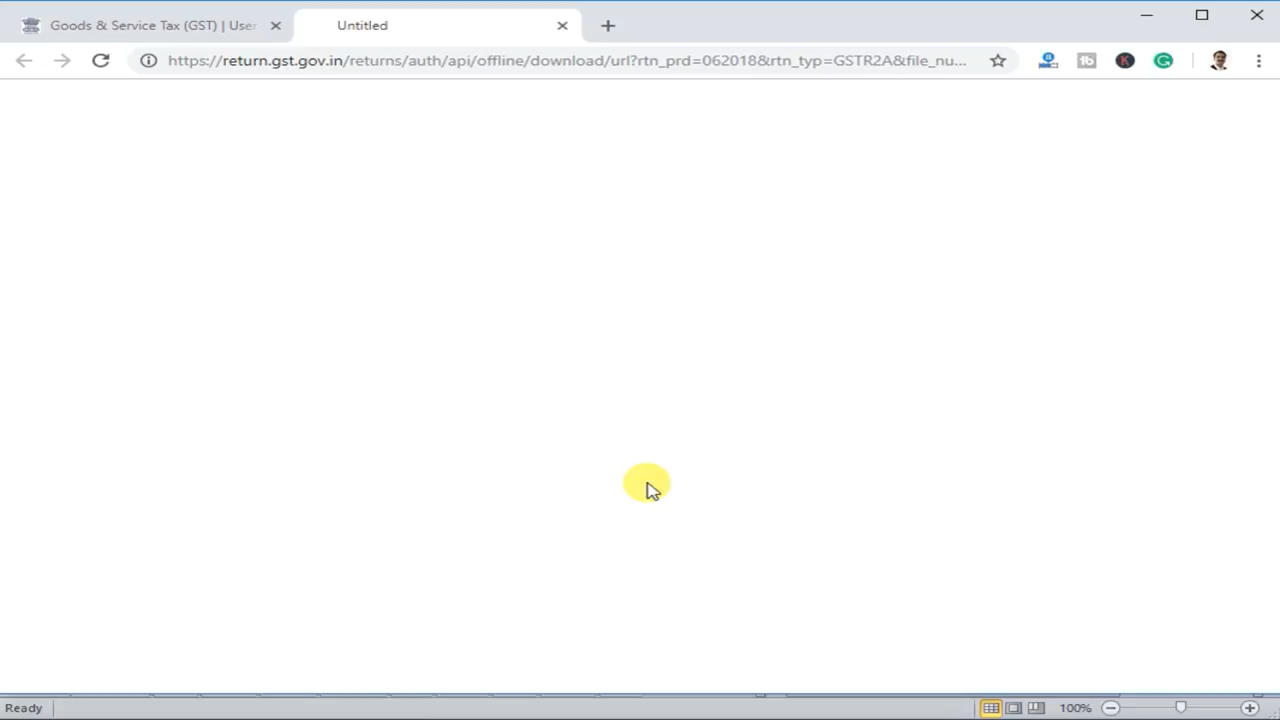 Goods & Service Tax (GST) | User
Untitled
https://return.gst.gov.in/returns/auth/api/offline/download/url?rtn_prd=062018&rtn_typ=GSTR2A&file_nu...
Ready
100%